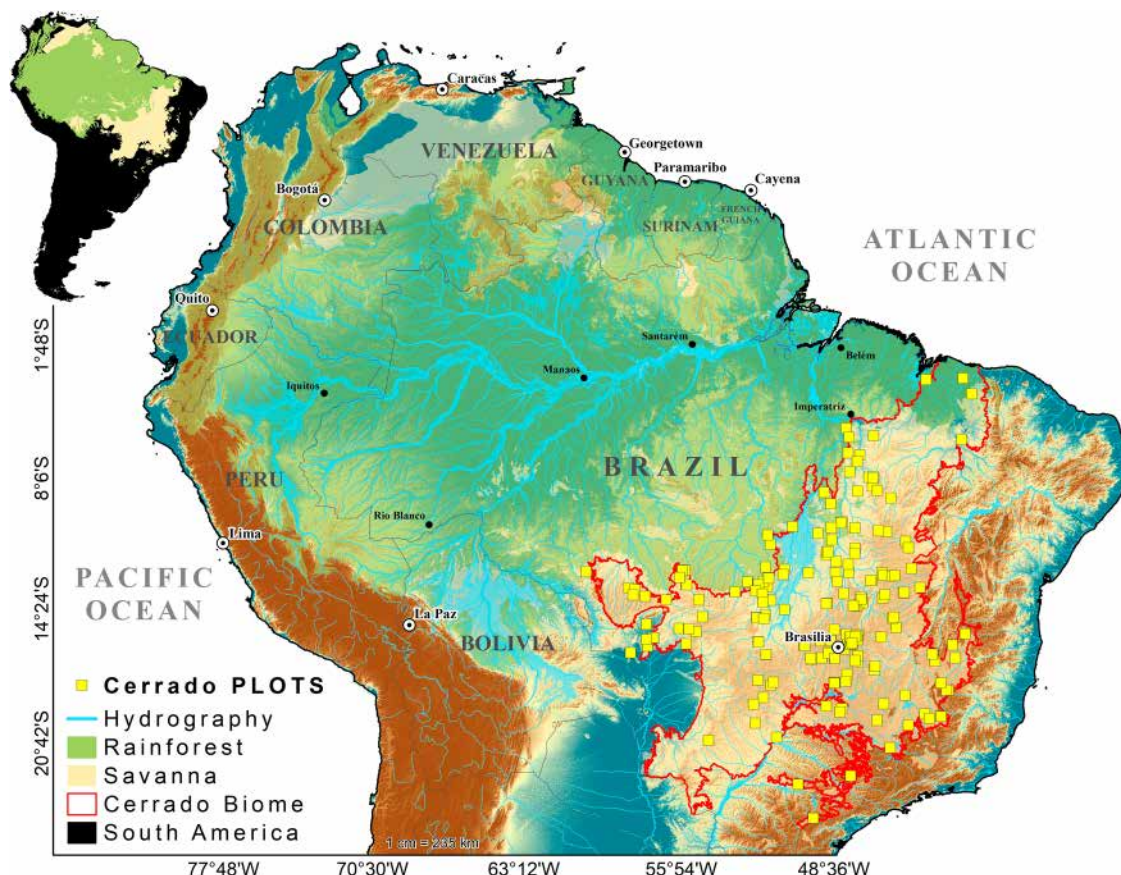 Caracas
VENEZUELA
Georgetown
Paramaribo
GUYANA
Cayena
Bogotá
COLOMBIA
SURINAM
FRENCH
GUIANA
ATLANTIC
OCEAN
Quito
ECUADOR
Santarém
Belém
Manaos
Iquitos
Imperatriz
BRAZIL
PERU
Rio Blanco
Lima
PACIFIC
OCEAN
La Paz
BOLIVIA
Brasília
Cerrado PLOTS
Hydrography
Rainforest
Savanna
Cerrado Biome
South America
1 cm = 235 km
1°48'S
8°6'S
14°24'S
20°42'S
77°48'W
70°30'W
63°12'W
55°54'W
48°36'W